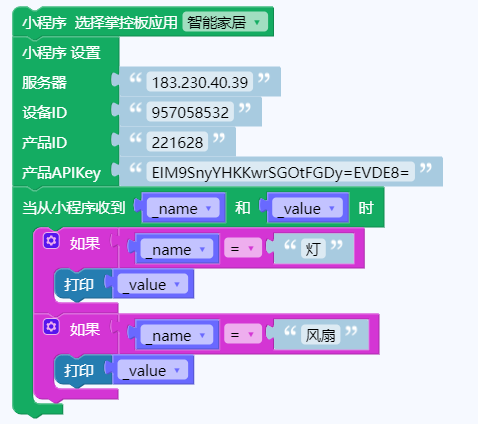 小程序 选择掌控板应用 智能家居
小程序 设置
服务器 “ 183.230.40.39 ”
设备ID “ 957058532 ”
产品ID “ 221628 ”
产品APIKey “ EIM9SnyYHKKwrSGOtFGDy=EVDE8= ”
当从小程序收到 _name 和 _value 时
如果 _name = “ 灯 ”
打印 _value
如果 _name = “ 风扇 ”
打印 _value